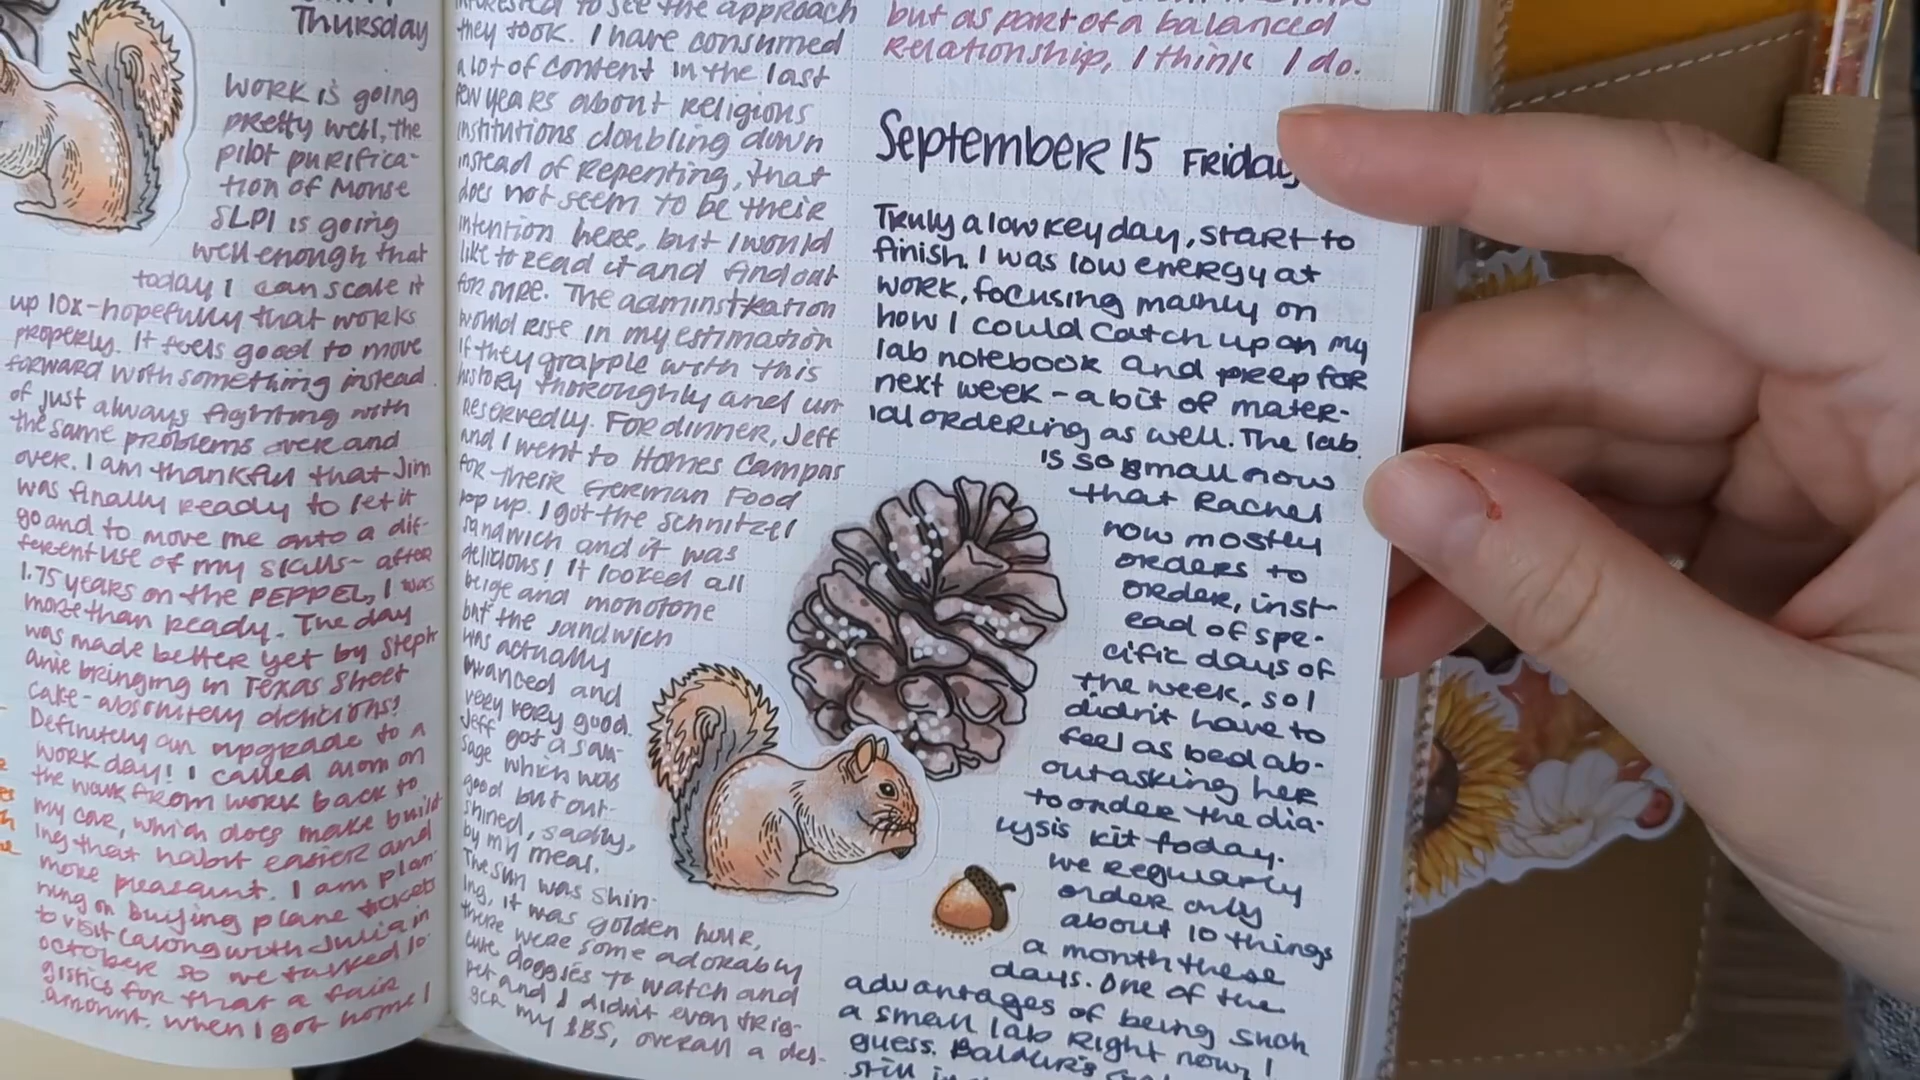 Thursday
Work is going
pretty well, the
pilot purifica-
tion of Mouse
SLPI is going
well enough that
today I can scale it
up 10x - hopefully that works
properly. It feels good to move
forward with something instead
of just always fighting with
the same problems over and
over. I am thankful that Jim
was finally ready to let it
go and to move me onto a dif-
ferent use of my skills - after
1.75 years on the PEPPEL, I was
more than ready. The day
was made better yet by Steph
anie bringing in Texas Sheet
cake - absolutely delicious!
Definitely an upgrade to a
work day! I called mom on
the walk from work back to
my car, which does make build
ing that habit easier and
more pleasant. I am plan
ning on buying plane tickets
to visit along with Julia in
october so we talked lo
gistics for that a fair
amount. When I got home I
interested to see the approach
they took. I have consumed
a lot of content in the last
few years about religious
institutions doubling down
instead of repenting, that
does not seem to be their
intention here, but I would
like to read it and find out
for sure. The adminstration
would rise in my estimation
if they grapple with this
history thoroughly and un
reservedly. For dinner, Jeff
and I went to Homes Campus
for their German Food
pop up. I got the schnitzel
sandwich and it was
delicious! It looked all
beige and monotone
but the sandwich
was actually
nuanced and
very very good.
Jeff got a sau-
sage which was
good but out-
shined, sadly,
by my meal.
The sun was shin-
ing, it was golden hour,
there were some adorably
cute doggies to watch and
pet and I didn't even trig-
ger my IBS, overall a del-
but as part of a balanced
relationship, I think I do.
September 15 Friday
Truly a low key day, start to
finish. I was low energy at
work, focusing mainly on
how I could catch up on my
lab notebook and prep for
next week - a bit of mater-
ial ordering as well. The lab
is so small now
that Rachel
now mostly
orders to
order, inst-
ead of spe-
cific days of
the week, so I
didn't have to
feel as bad ab-
out asking her
to order the dia-
lysis kit today.
We regularly
order only
about 10 things
a month these
days. One of the
advantages of being such
a small lab right now, I
guess. Baldur's
still